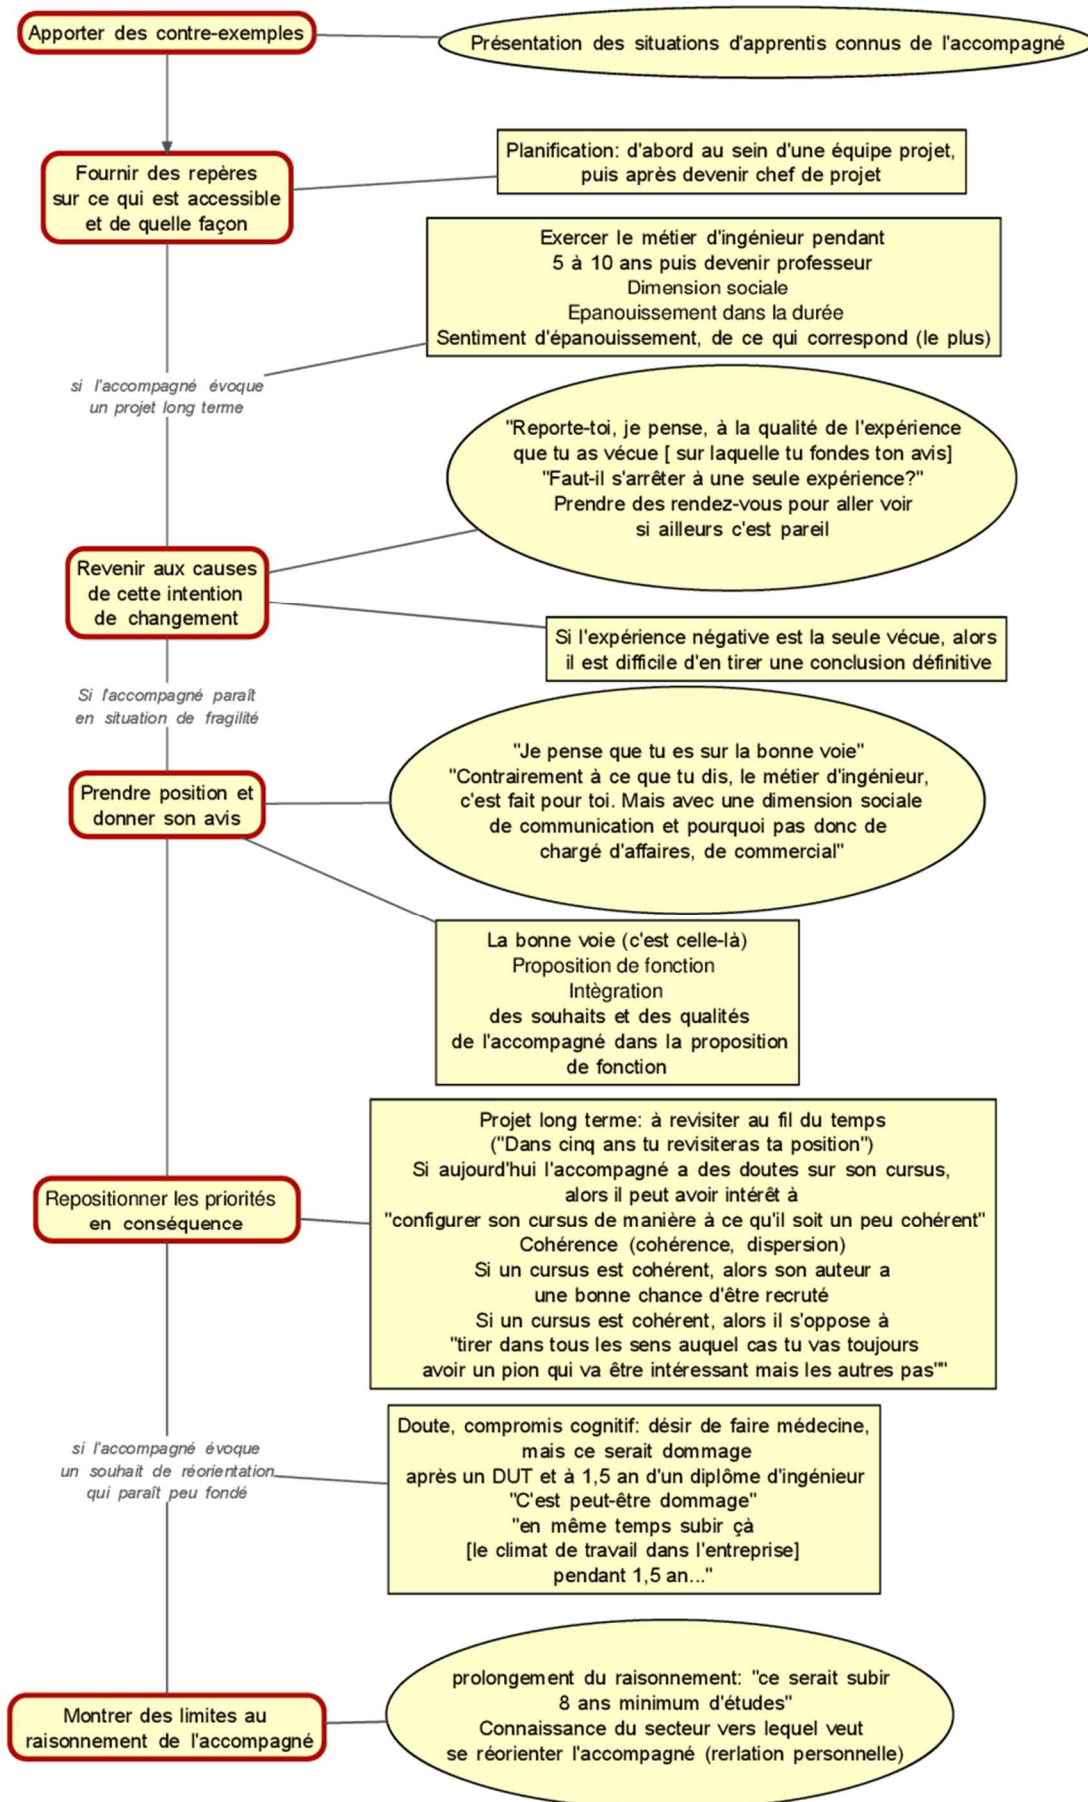 Apporter des contre-exemples
Présentation des situations d'apprentis connus de l'accompagné
Fournir des repères
sur ce qui est accessible
et de quelle façon
Planification: d'abord au sein d'une équipe projet,
puis après devenir chef de projet
Exercer le métier d'ingénieur pendant
5 à 10 ans puis devenir professeur
Dimension sociale
Epanouissement dans la durée
Sentiment d'épanouissement, de ce qui correspond (le plus)
si l'accompagné évoque
un projet long terme
"Reporte-toi, je pense, à la qualité de l'expérience
que tu as vécue [ sur laquelle tu fondes ton avis]
"Faut-il s'arrêter à une seule expérience?"
Prendre des rendez-vous pour aller voir
si ailleurs c'est pareil
Revenir aux causes
de cette intention
de changement
Si l'expérience négative est la seule vécue, alors
il est difficile d'en tirer une conclusion définitive
Si l'accompagné paraît
en situation de fragilité
Prendre position et
donner son avis
"Je pense que tu es sur la bonne voie"
"Contrairement à ce que tu dis, le métier d'ingénieur,
c'est fait pour toi. Mais avec une dimension sociale
de communication et pourquoi pas donc de
chargé d'affaires, de commercial"
La bonne voie (c'est celle-là)
Proposition de fonction
Intègration
des souhaits et des qualités
de l'accompagné dans la proposition
de fonction
Repositionner les priorités
en conséquence
Projet long terme: à revisiter au fil du temps
("Dans cinq ans tu revisiteras ta position")
Si aujourd'hui l'accompagné a des doutes sur son cursus,
alors il peut avoir intérêt à
"configurer son cursus de manière à ce qu'il soit un peu cohérent"
Cohérence (cohérence, dispersion)
Si un cursus est cohérent, alors son auteur a
une bonne chance d'être recruté
Si un cursus est cohérent, alors il s'oppose à
"tirer dans tous les sens auquel cas tu vas toujours
avoir un pion qui va être intéressant mais les autres pas""
si l'accompagné évoque
un souhait de réorientation
qui paraît peu fondé
Doute, compromis cognitif: désir de faire médecine,
mais ce serait dommage
après un DUT et à 1,5 an d'un diplôme d'ingénieur
"C'est peut-être dommage"
"en même temps subir çà
[le climat de travail dans l'entreprise]
pendant 1,5 an..."
Montrer des limites au
raisonnement de l'accompagné
prolongement du raisonnement: "ce serait subir
8 ans minimum d'études"
Connaissance du secteur vers lequel veut
se réorienter l'accompagné (rerlation personnelle)